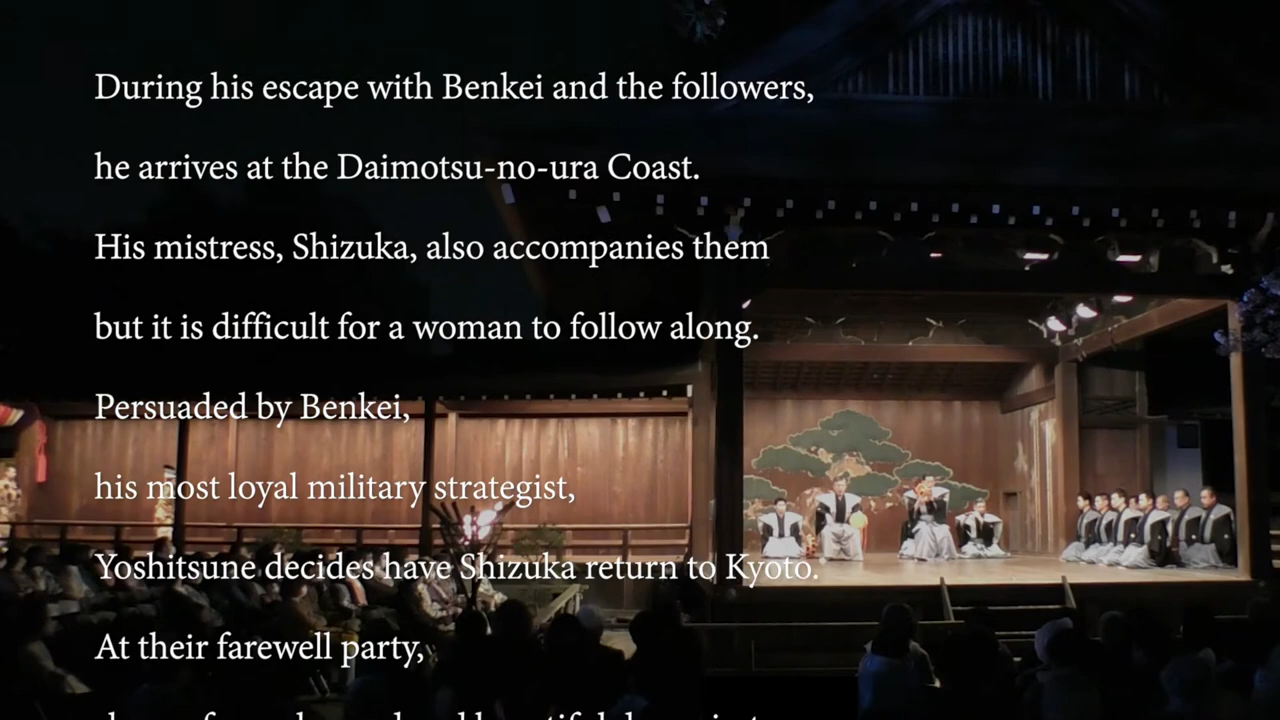 During his escape with Benkei and the followers,
he arrives at the Daimotsu-no-ura Coast.
His mistress, Shizuka, also accompanies them
but it is difficult for a woman to follow along.
Persuaded by Benkei,
his most loyal military strategist,
Yoshitsune decides have Shizuka return to Kyoto.
At their farewell party,